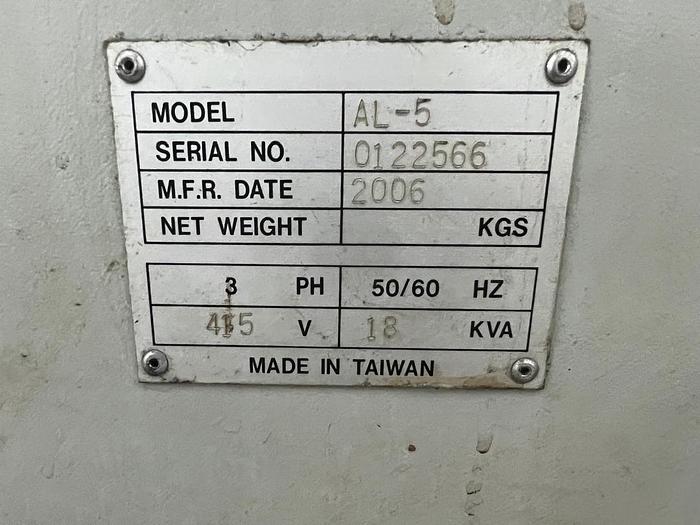 MODEL AL-5
SERIAL NO. 0122566
M.F.R. DATE 2006
NET WEIGHT KGS
3 PH 50/60 HZ
415 V 18 KVA
MADE IN TAIWAN